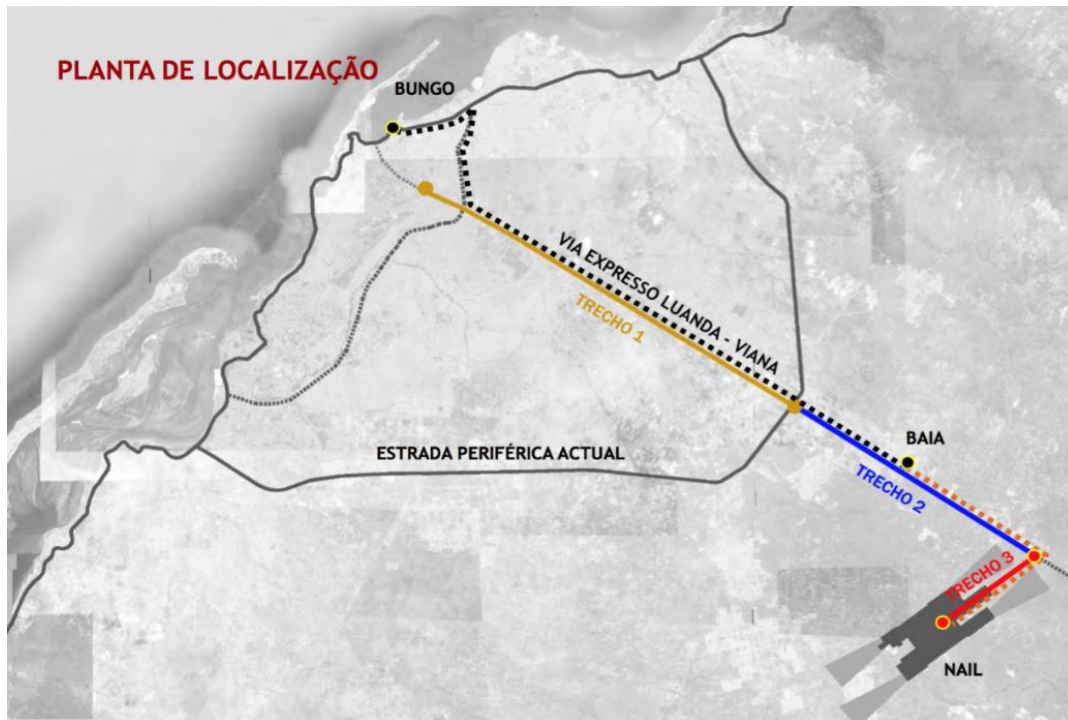 PLANTA DE LOCALIZAÇÃO
BUNGO
VIA EXPRESSO LUANDA - VIANA
TRECHO 1
BAIA
ESTRADA PERIFÉRICA ACTUAL
TRECHO 2
TRECHO 3
NAIL